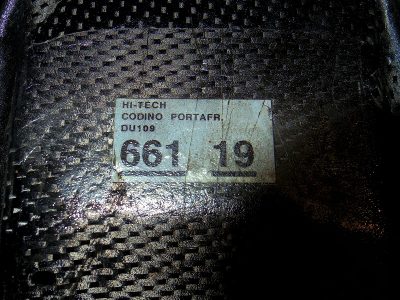 HI-TECH
CODINO PORTAFR.
DU109
661 19